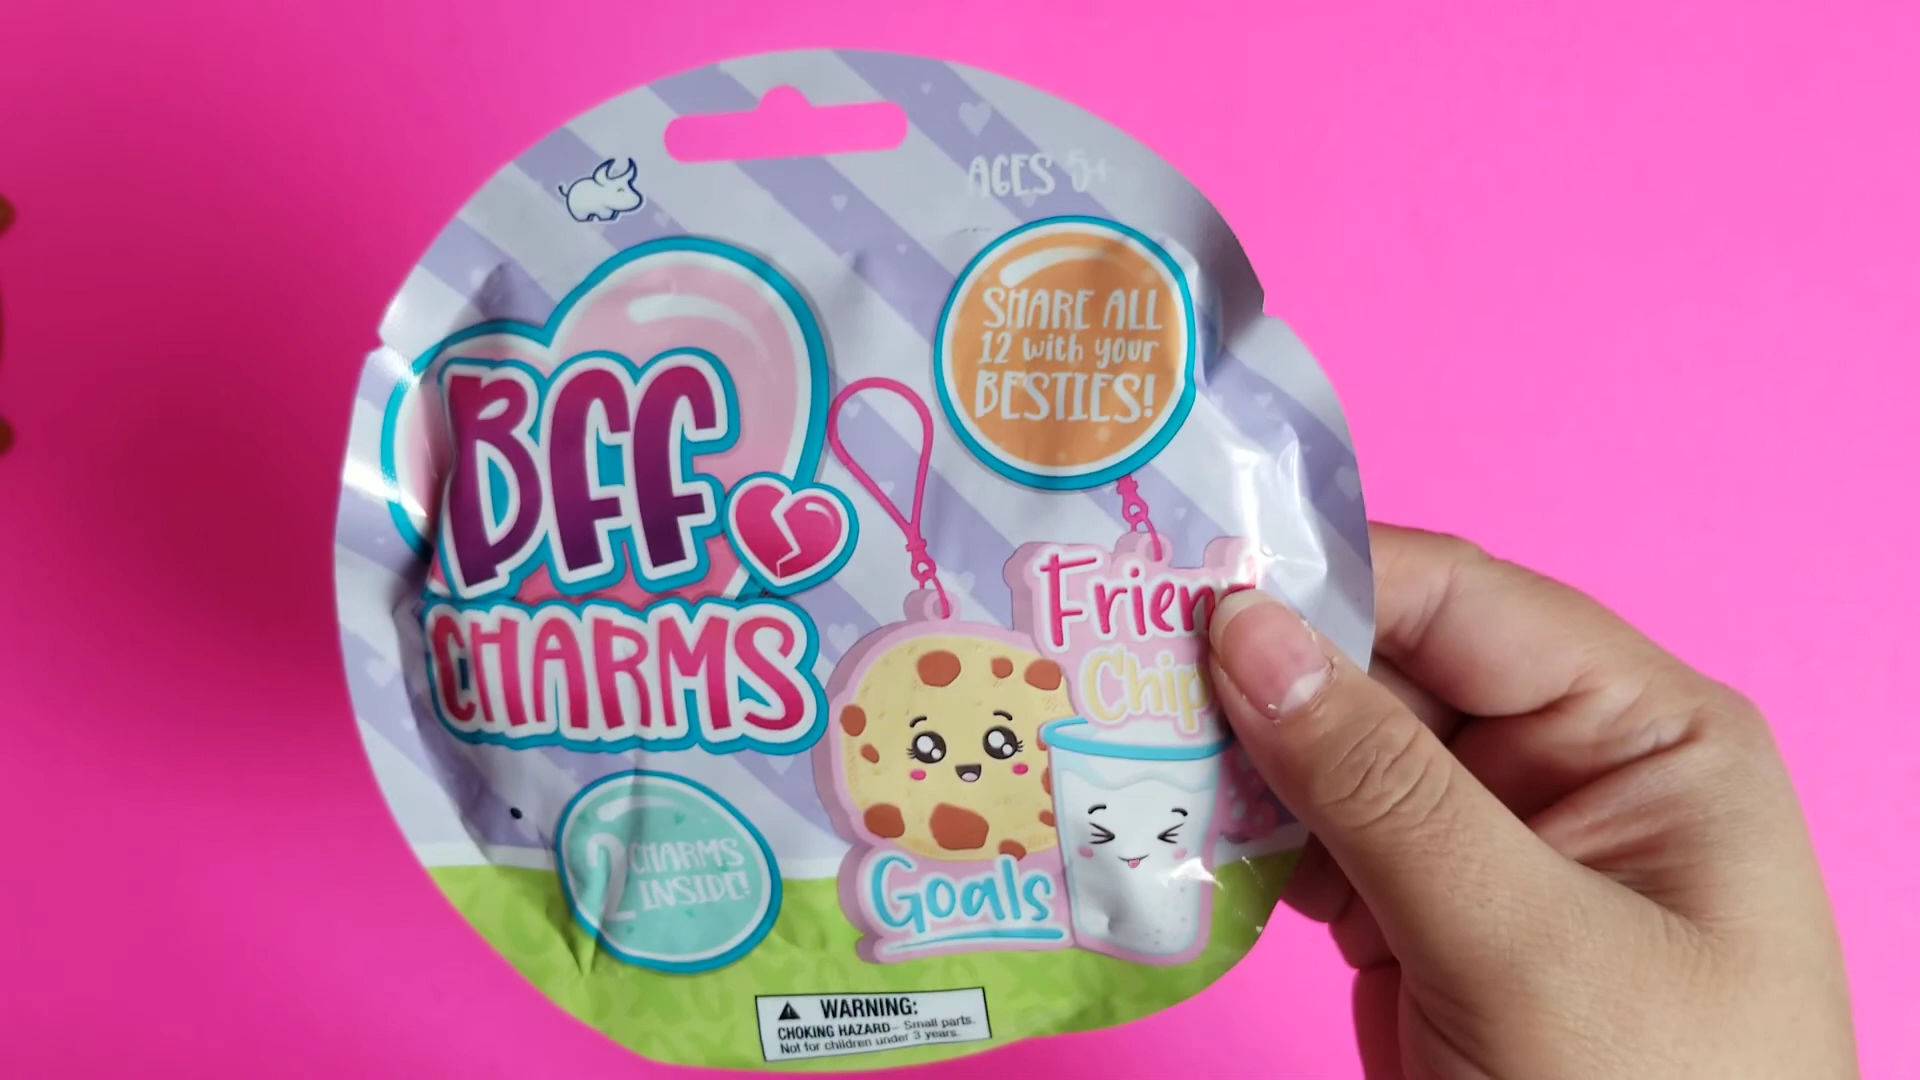 AGES 5+
SHARE ALL
12 with your
BESTIES!
BFF
CHARMS
Chip
Goals
2 CHARMS
INSIDE!
WARNING:
CHOKING HAZARD– Small parts.
Not for children under 3 years.